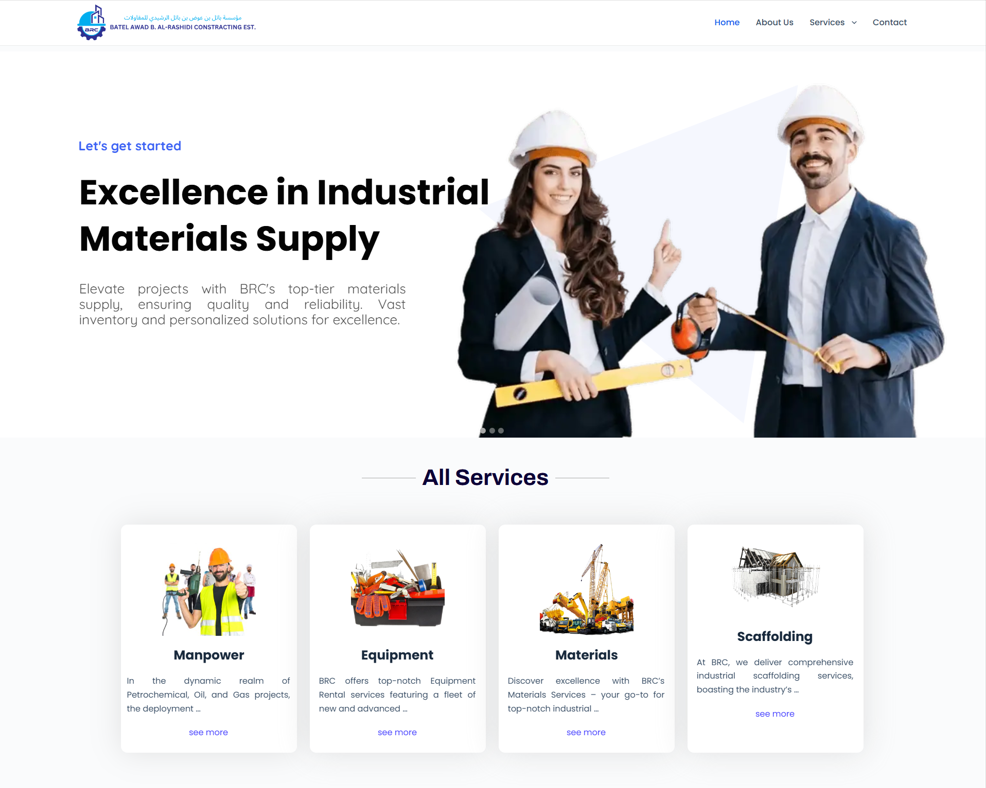 مؤسسة باتل بن عوض بن باتل الرشيدي للمقاولات
BRC
BATEL AWAD B. AL-RASHIDI CONTRACTING EST.
Home
About Us
Services
Contact
Let's get started
Excellence in Industrial
Materials Supply
Elevate projects with BRC's top-tier materials
supply, ensuring quality and reliability. Vast
inventory and personalized solutions for excellence.
All Services
Manpower
In the dynamic realm of
Petrochemical, Oil, and Gas projects,
the deployment ...
see more
Equipment
BRC offers top-notch Equipment
Rental services featuring a fleet of
new and advanced ...
see more
Materials
Discover excellence with BRC's
Materials Services – your go-to for
top-notch industrial ...
see more
Scaffolding
At BRC, we deliver comprehensive
industrial scaffolding services,
boasting the industry's ...
see more